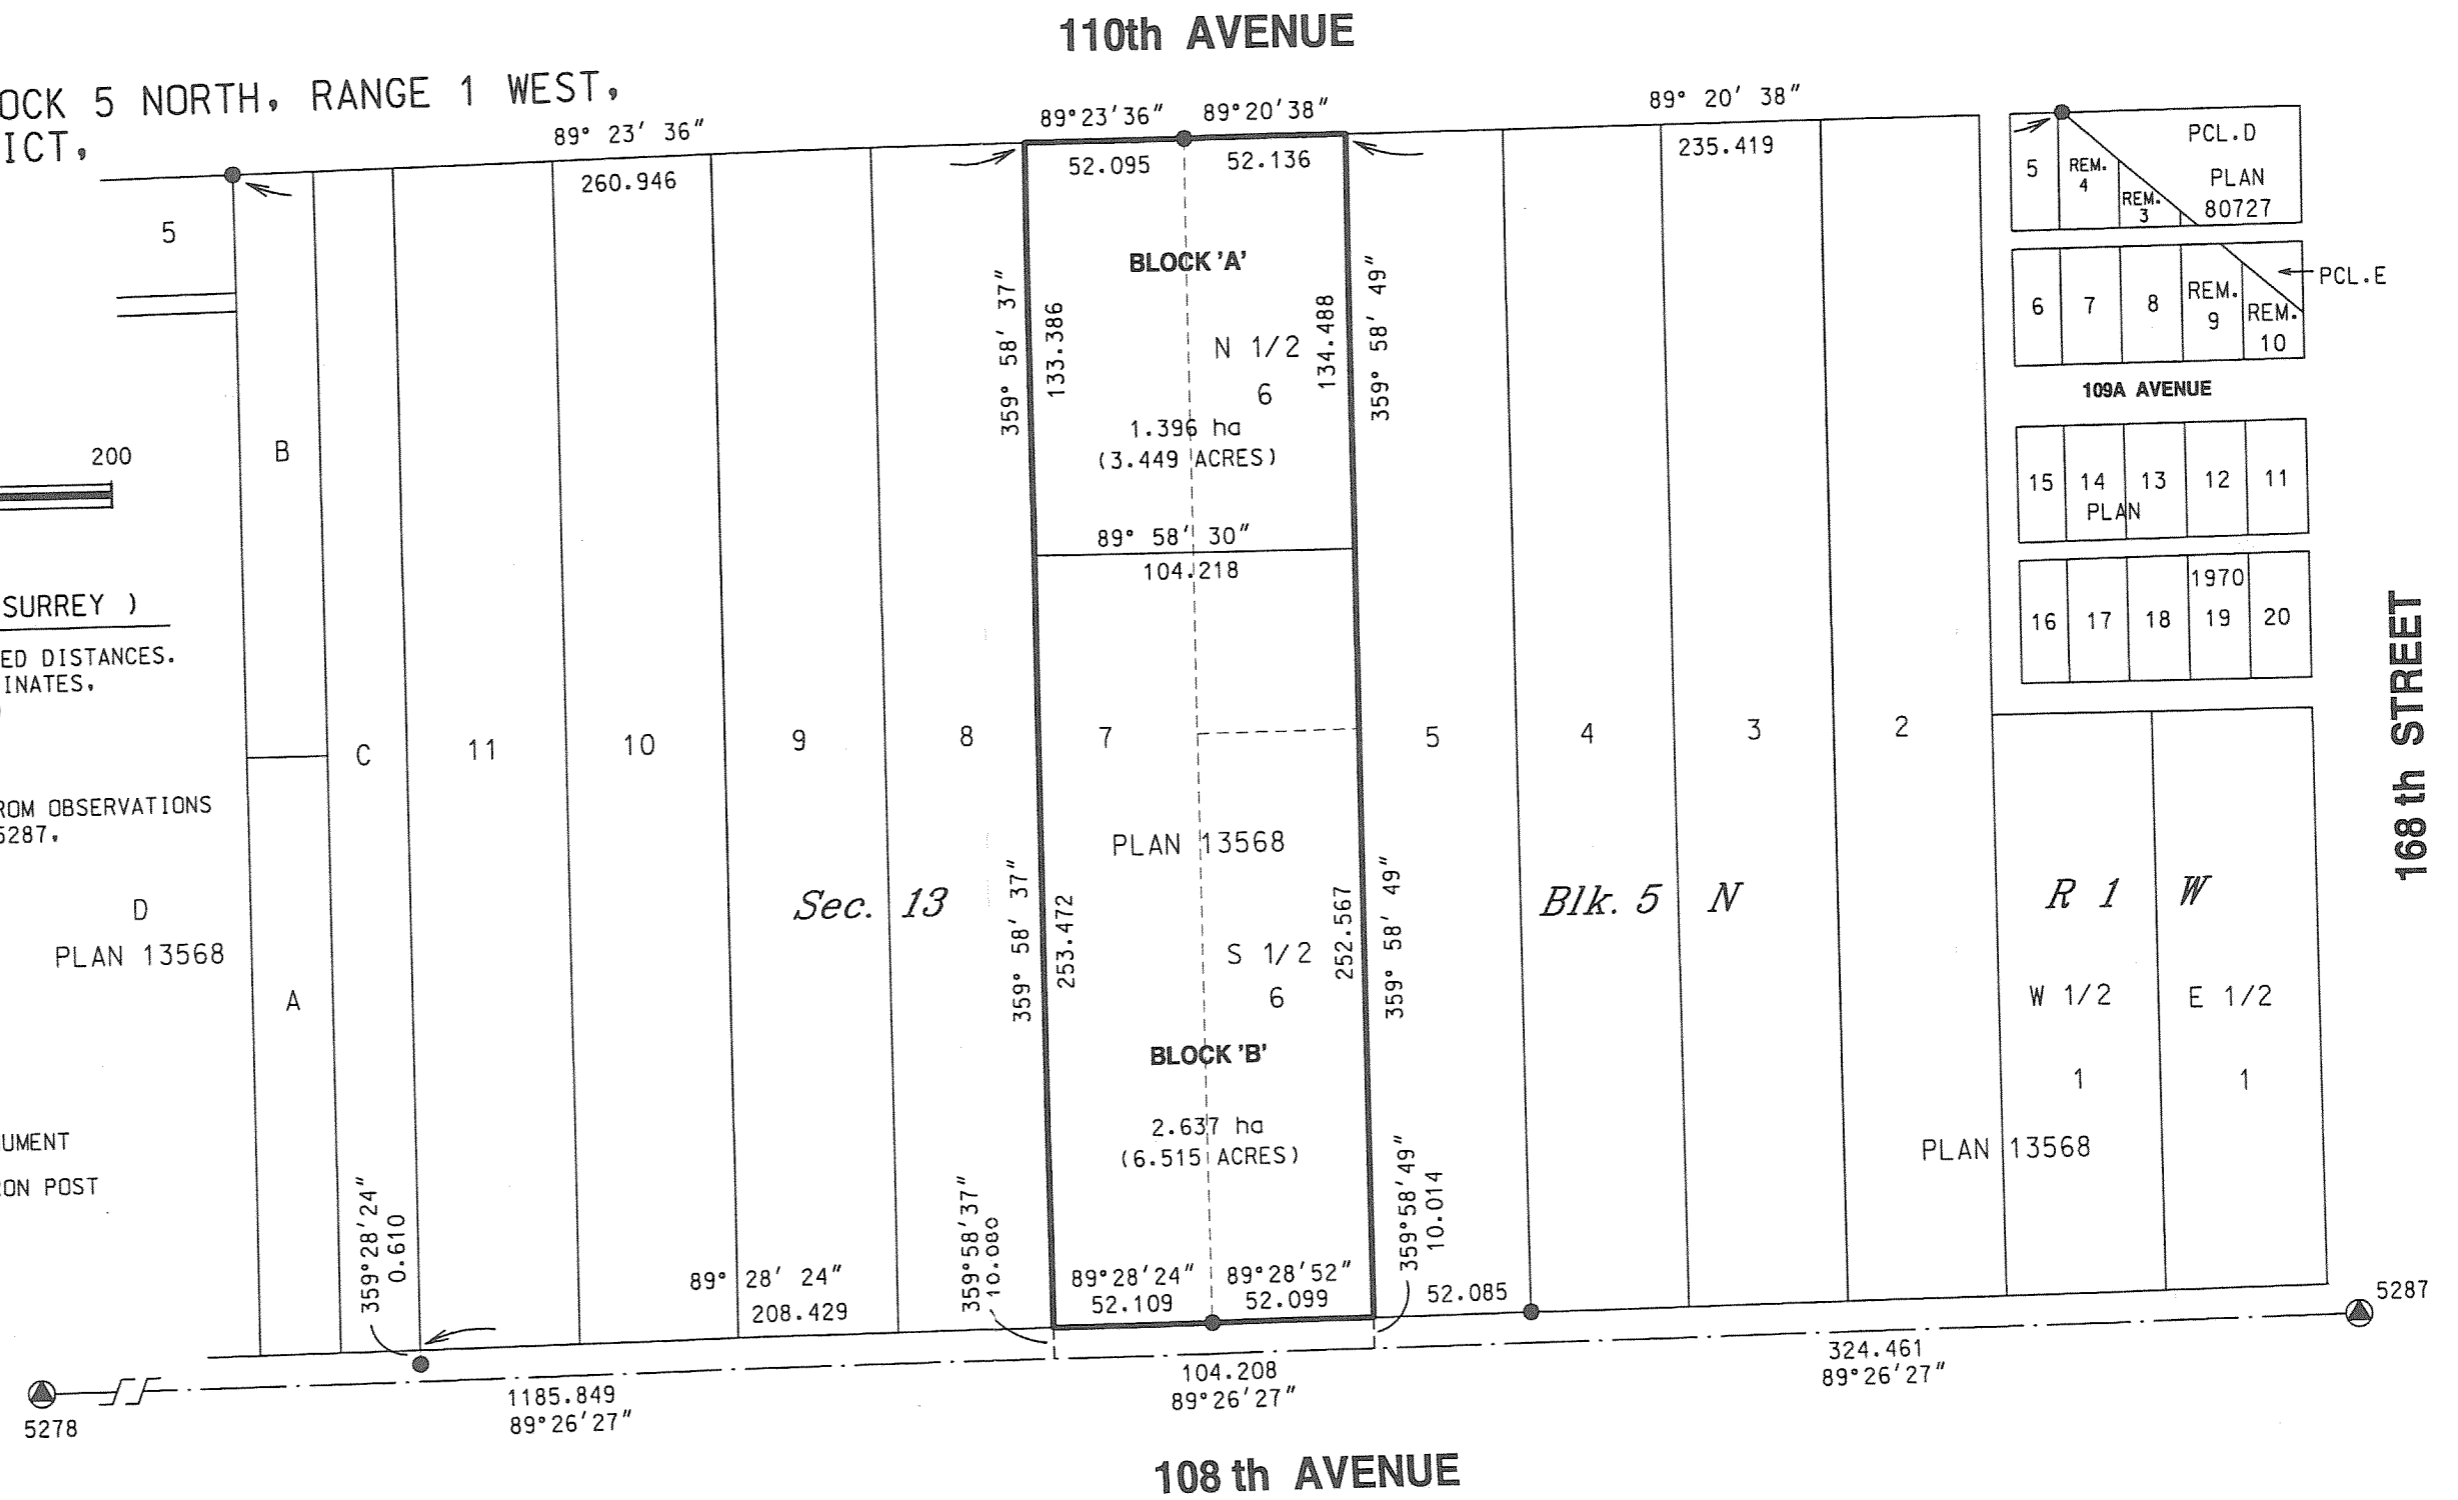 110th AVENUE
OCK 5 NORTH, RANGE 1 WEST,
ICT,
89° 23' 36"
260.946
89°23'36"
89°20'38"
52.095
52.136
89° 20' 38"
235.419
5
REM.
4
REM.
3
PCL.D
PLAN
80727
5
BLOCK 'A'
359° 58' 37"
133.386
N 1/2
6
134.488
359° 58' 49"
1.396 ha
(3.449 ACRES)
6
7
8
REM.
9
REM.
10
PCL.E
109A AVENUE
200
B
15
14
13
12
11
PLAN
89° 58' 30"
104.218
SURREY )
16
17
18
1970
19
20
ED DISTANCES.
INATES,
)
168 th STREET
C
11
10
9
8
7
5
4
3
2
ROM OBSERVATIONS
5287.
PLAN 13568
D
PLAN 13568
Sec. 13
359° 58' 37"
253.472
S 1/2
6
252.567
359° 58' 49"
Blk. 5 N
R 1 W
A
W 1/2
1
E 1/2
1
BLOCK 'B'
2.637 ha
(6.515 ACRES)
PLAN 13568
UMENT
RON POST
359°28'24"
0.610
89° 28' 24"
208.429
359°58'37"
10.080
89°28'24"
52.109
89°28'52"
52.099
359°58'49"
10.014
52.085
5287
324.461
89°26'27"
104.208
89°26'27"
1185.849
89°26'27"
5278
108 th AVENUE